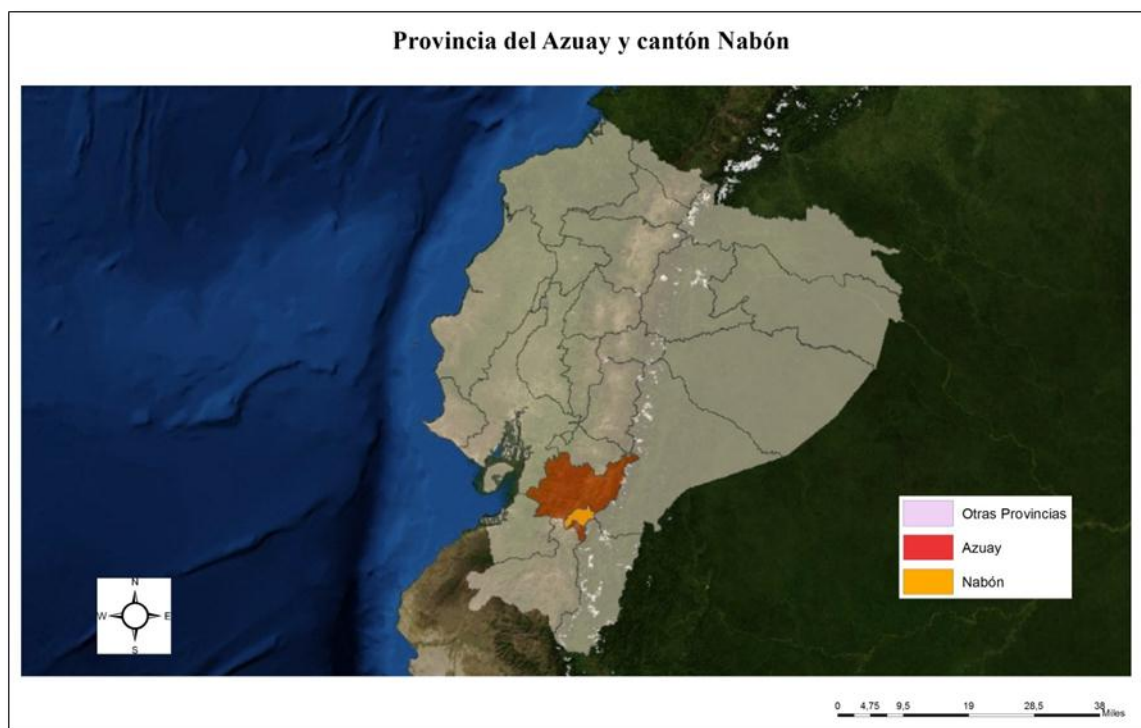 Provincia del Azuay y cantón Nabón
Otras Provincias
Azuay
Nabón
N
W E
S
0 4,75 9,5 19 28,5 38
Miles